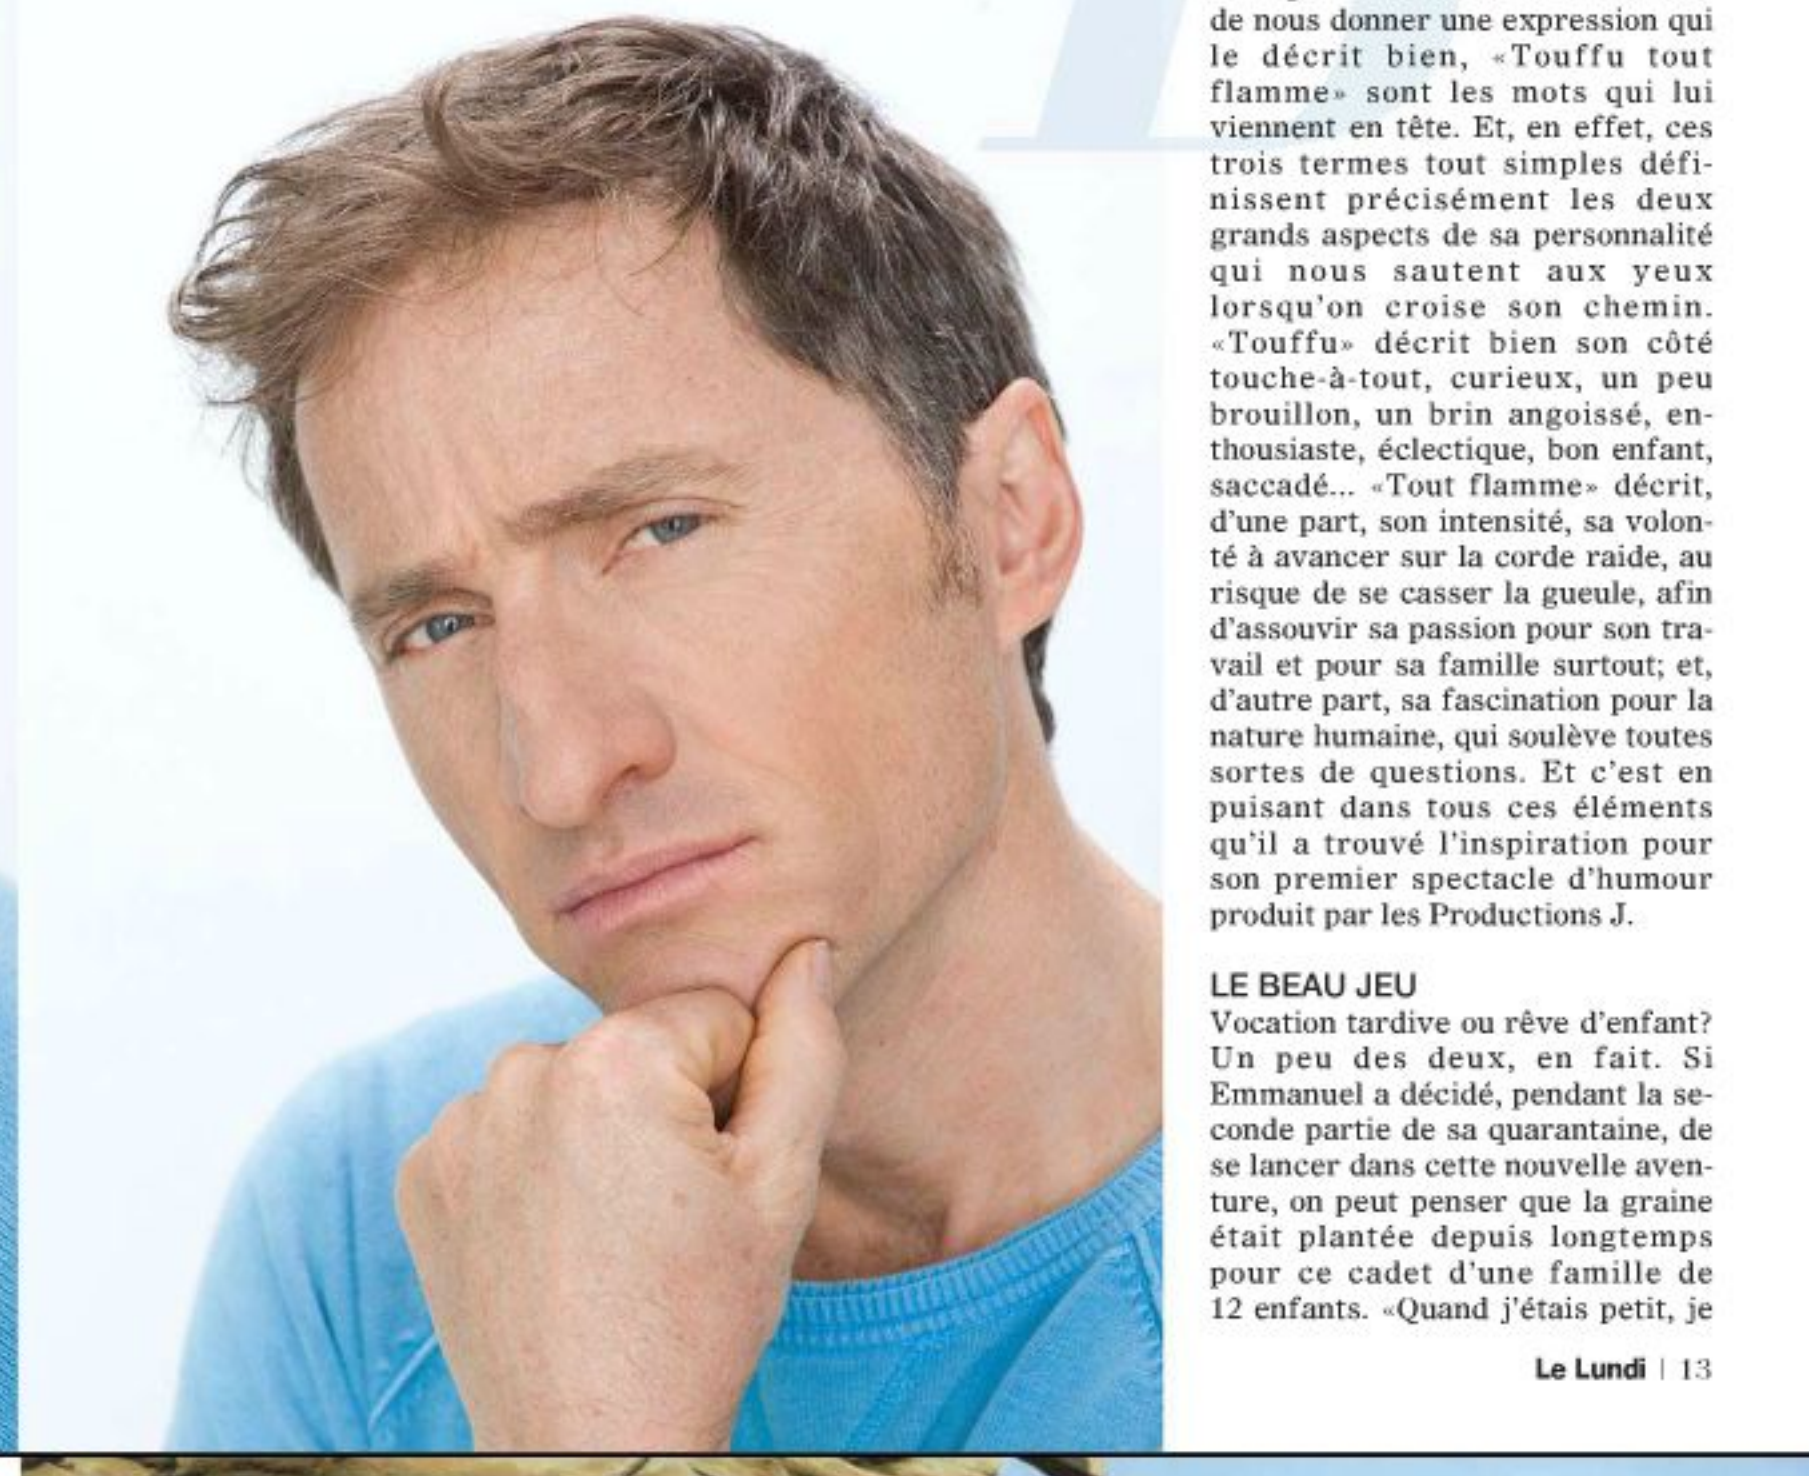 de nous donner une expression qui
le décrit bien, «Touffu tout
flamme» sont les mots qui lui
viennent en tête. Et, en effet, ces
trois termes tout simples défi-
nissent précisément les deux
grands aspects de sa personnalité
qui nous sautent aux yeux
lorsqu'on croise son chemin.
«Touffu» décrit bien son côté
touche-à-tout, curieux, un peu
brouillon, un brin angoissé, en-
thousiaste, éclectique, bon enfant,
saccadé... «Tout flamme» décrit,
d'une part, son intensité, sa volon-
té à avancer sur la corde raide, au
risque de se casser la gueule, afin
d'assouvir sa passion pour son tra-
vail et pour sa famille surtout; et,
d'autre part, sa fascination pour la
nature humaine, qui soulève toutes
sortes de questions. Et c'est en
puisant dans tous ces éléments
qu'il a trouvé l'inspiration pour
son premier spectacle d'humour
produit par les Productions J.
LE BEAU JEU
Vocation tardive ou rêve d'enfant?
Un peu des deux, en fait. Si
Emmanuel a décidé, pendant la se-
conde partie de sa quarantaine, de
se lancer dans cette nouvelle aven-
ture, on peut penser que la graine
était plantée depuis longtemps
pour ce cadet d'une famille de
12 enfants. «Quand j'étais petit, je
Le Lundi | 13